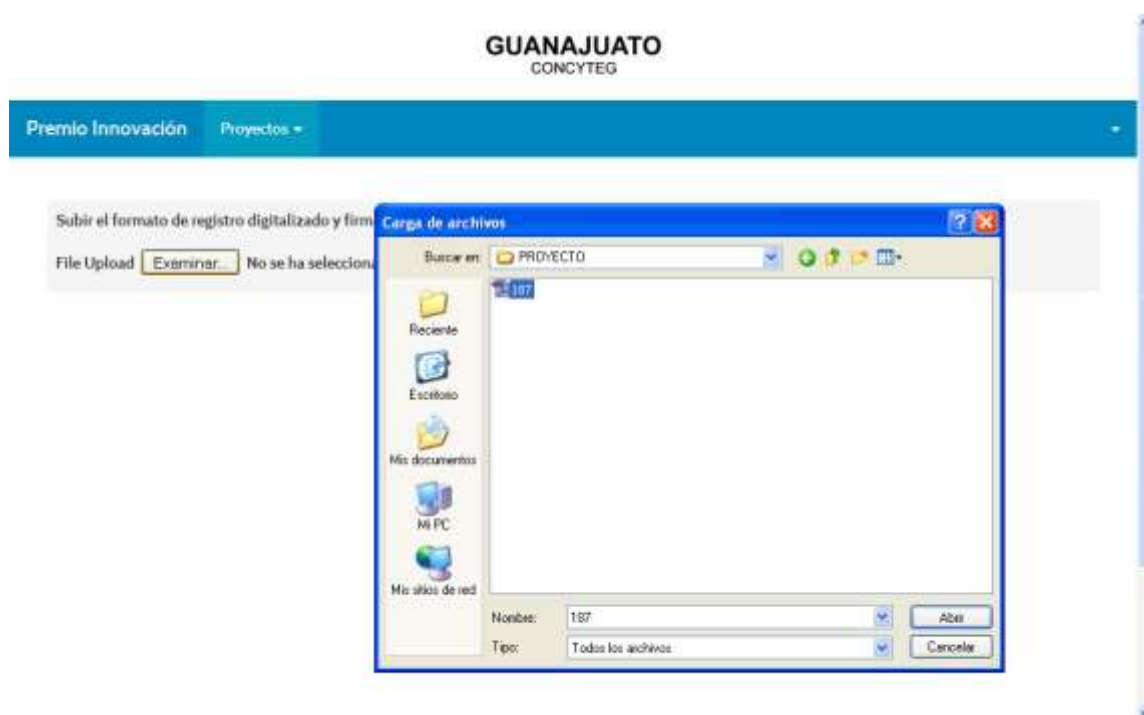 GUANAJUATO
CONCYTEG
Premio Innovación Proyectos
Subir el formato de registro digitalizado y firm
File Upload Examinar... No se ha selecciona
Carga de archivos
Buscar en: PROYECTO
187
Reciente
Escritorio
Mis documentos
Mi PC
Mis sitios de red
Nombre: 187 Abrir
Tipo: Todos los archivos Cancelar